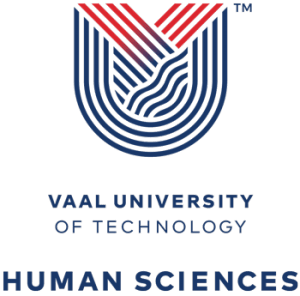 TM
VAAL UNIVERSITY
OF TECHNOLOGY
HUMAN SCIENCES